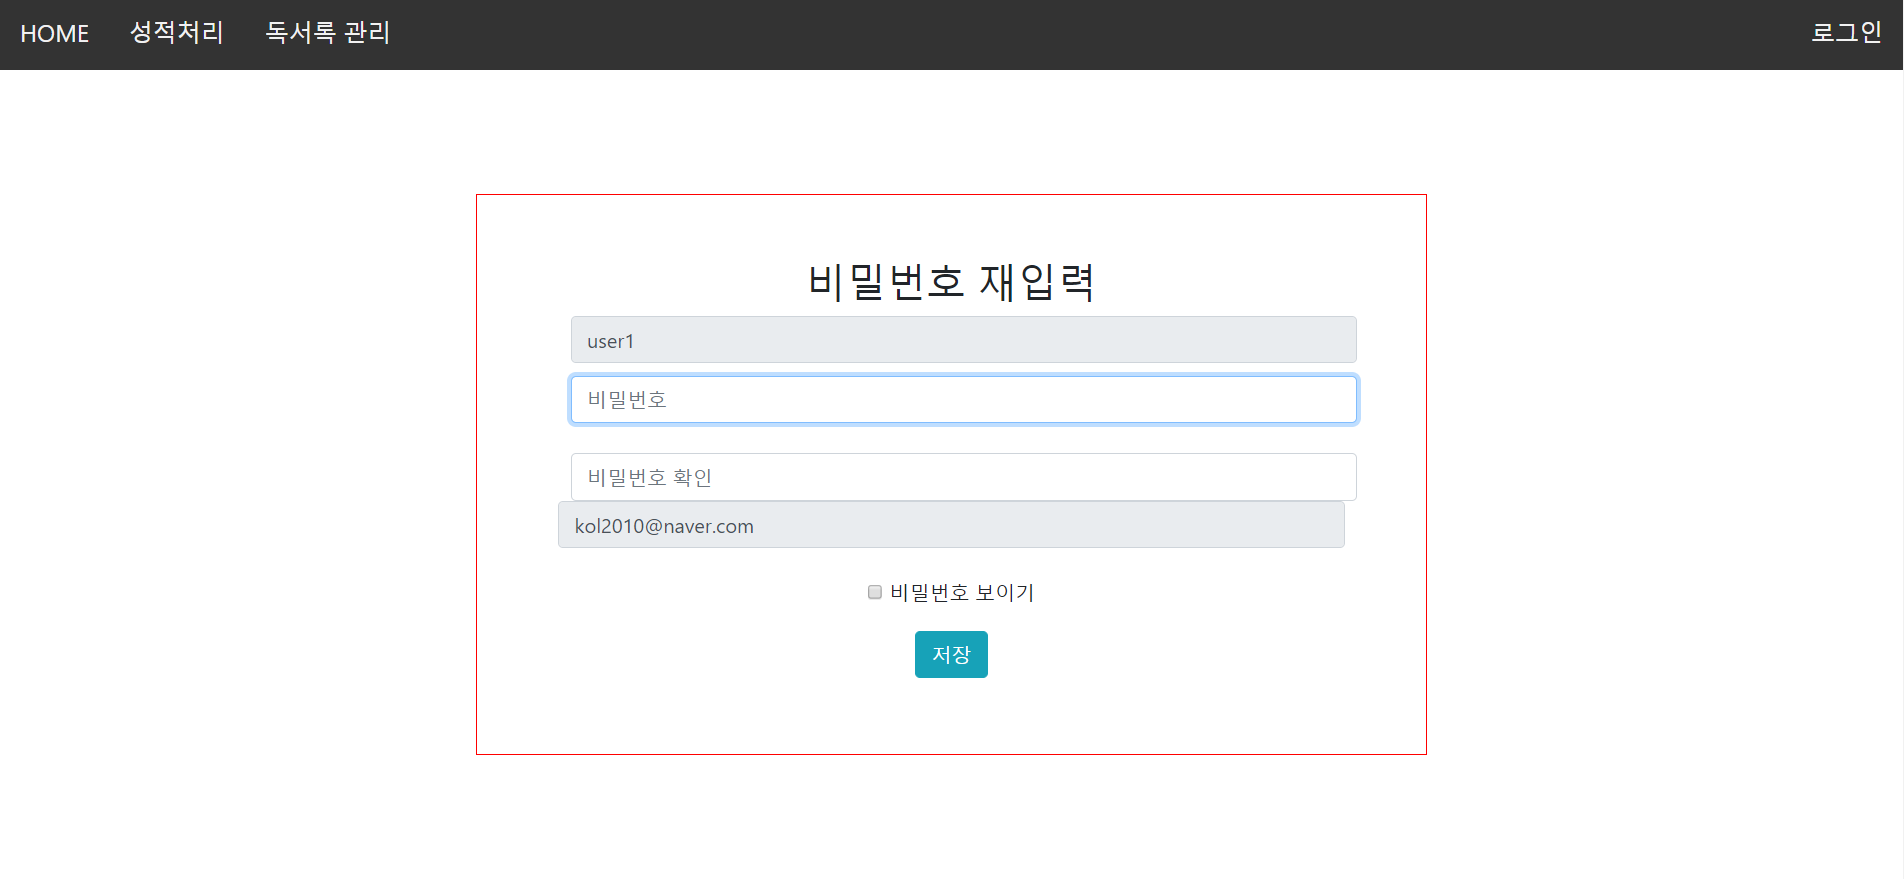 HOME 성적처리 독서록 관리 로그인
비밀번호 재입력
user1
비밀번호
비밀번호 확인
kol2010@naver.com
비밀번호 보이기
저장